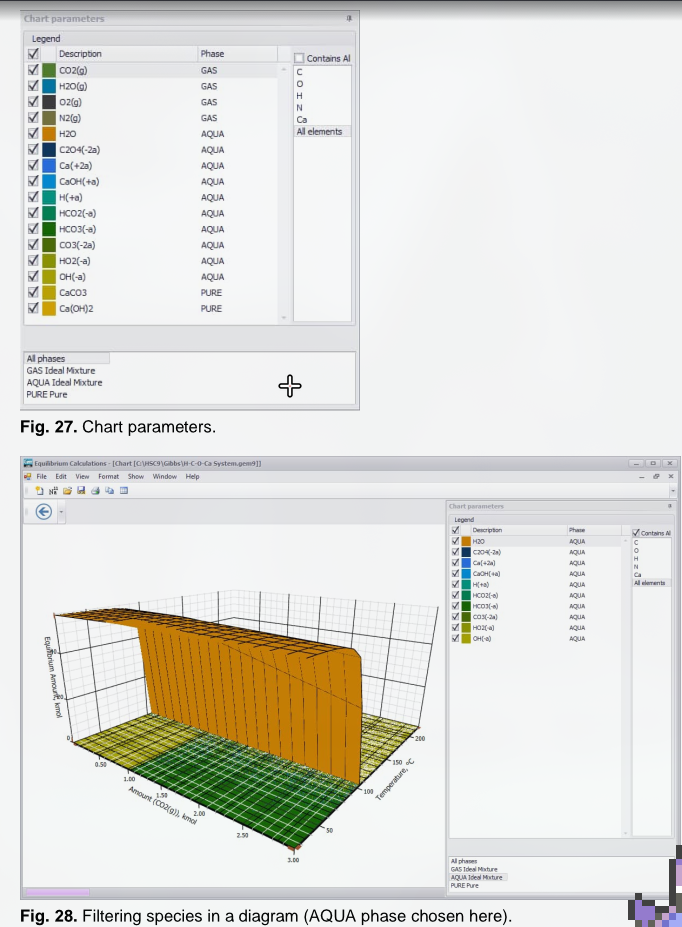 Chart parameters
Legend
Description Phase
Contains Al
CO2(g) GAS
H2O(g) GAS
O2(g) GAS
N2(g) GAS
H2O AQUA
C2O4(-2a) AQUA
Ca(+2a) AQUA
CaOH(+a) AQUA
H(+a) AQUA
HCO2(-a) AQUA
HCO3(-a) AQUA
CO3(-2a) AQUA
HO2(-a) AQUA
OH(-a) AQUA
CaCO3 PURE
Ca(OH)2 PURE
C
O
H
N
Ca
All elements
All phases
GAS Ideal Mixture
AQUA Ideal Mixture
PURE Pure
Fig. 27. Chart parameters.
Equilibrium Calculations - [Chart [C:\HSC9\Gibbs\H-C-O-Ca System.gem9]]
File Edit View Format Show Window Help
Chart parameters
Legend
Description Phase
Contains Al
H2O AQUA
C2O4(-2a) AQUA
Ca(+2a) AQUA
CaOH(+a) AQUA
H(+a) AQUA
HCO2(-a) AQUA
HCO3(-a) AQUA
CO3(-2a) AQUA
HO2(-a) AQUA
OH(-a) AQUA
C
O
H
N
Ca
All elements
Equilibrium Amount, kmol
0
0.50
1.00
1.50
2.00
2.50
3.00
Amount (CO2(g)), kmol
50
100
150
200
Temperature, °C
All phases
GAS Ideal Mixture
AQUA Ideal Mixture
PURE Pure
Fig. 28. Filtering species in a diagram (AQUA phase chosen here).